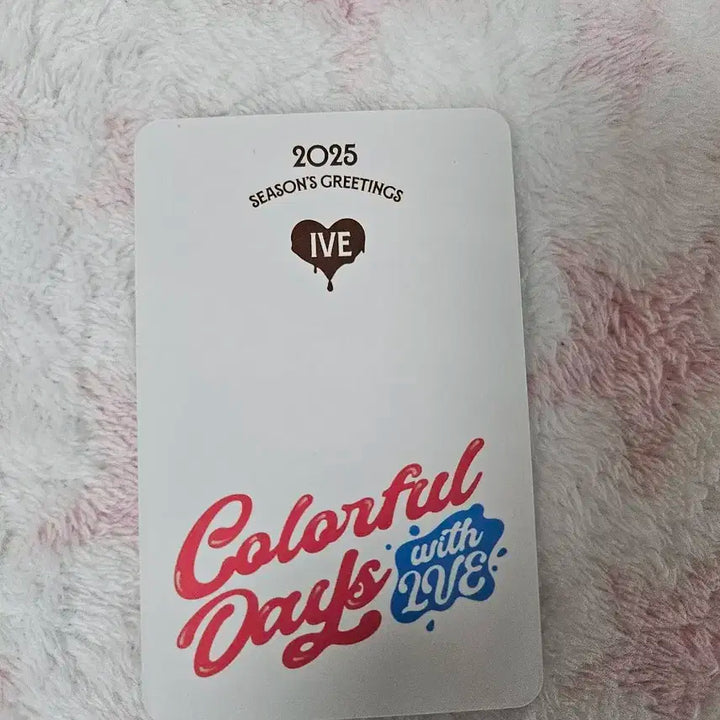 2025
SEASON'S GREETINGS
IVE
Colorful
Days with
IVE